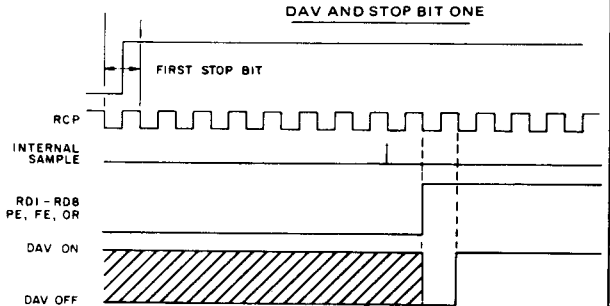 DAV AND STOP BIT ONE
FIRST STOP BIT
RCP
INTERNAL
SAMPLE
RD1-RD8
PE, FE, OR
DAV ON
DAV OFF